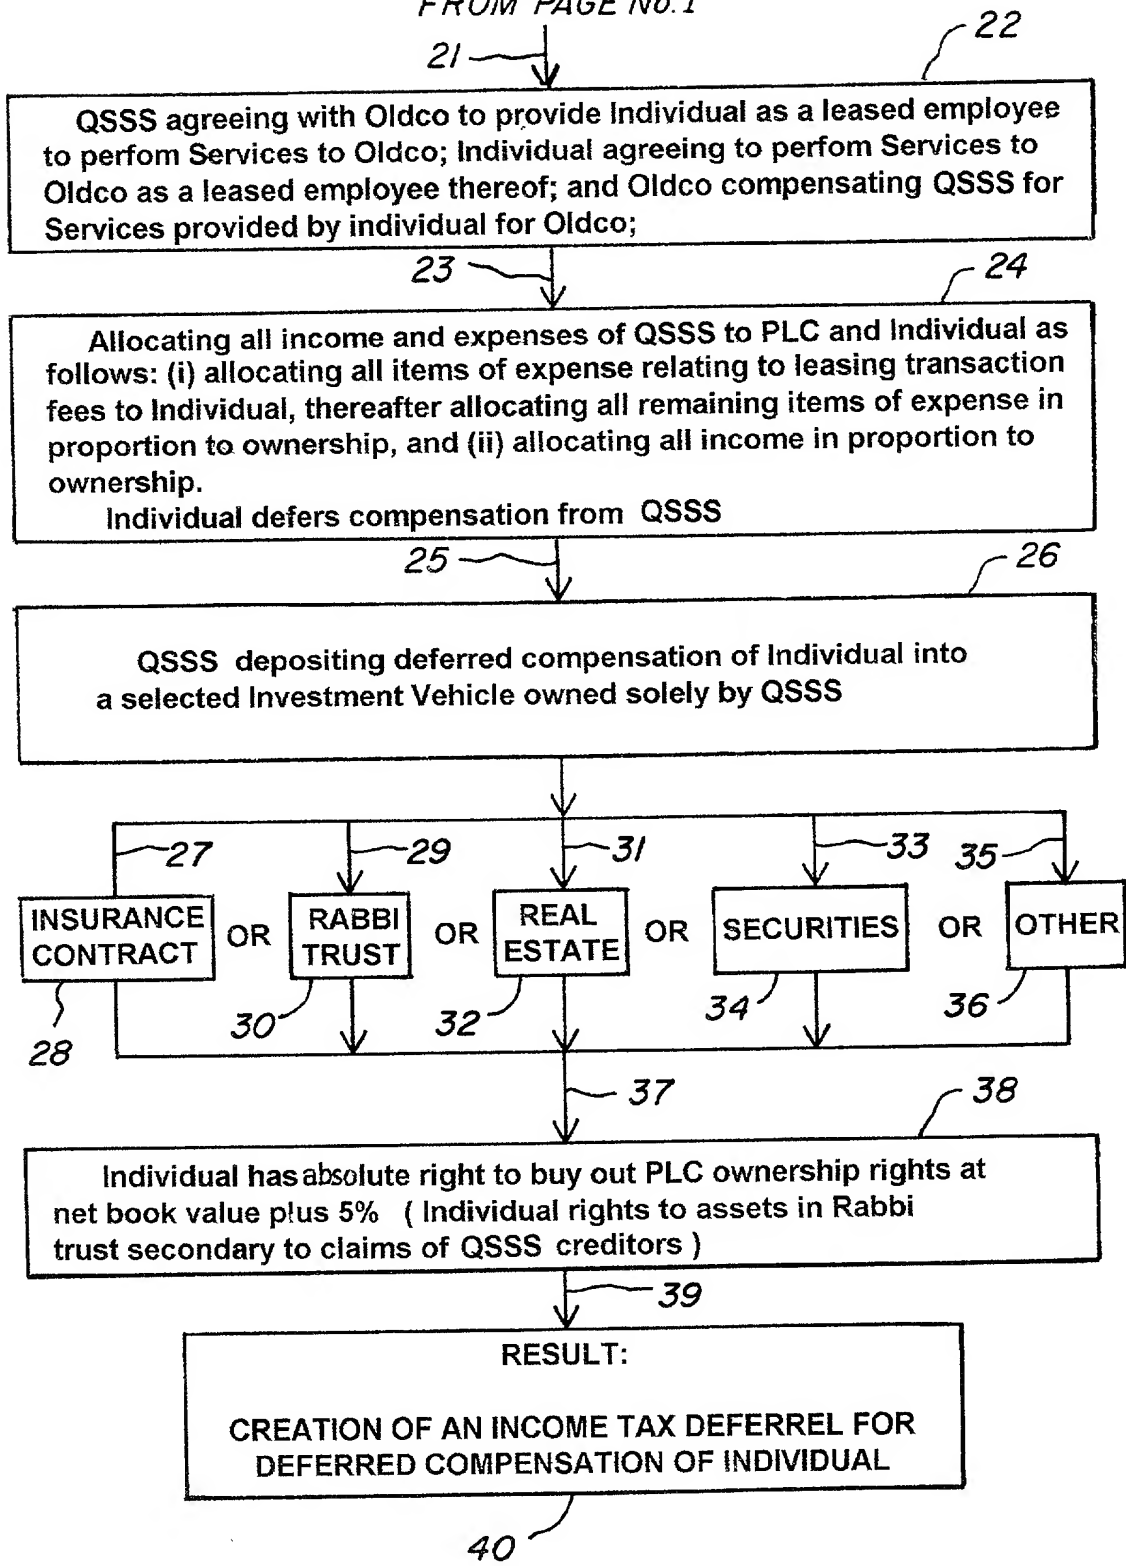 FROM PAGE No. 1
21
22
QSSS agreeing with Oldco to provide Individual as a leased employee
to perfom Services to Oldco; Individual agreeing to perfom Services to
Oldco as a leased employee thereof; and Oldco compensating QSSS for
Services provided by individual for Oldco;
23
24
Allocating all income and expenses of QSSS to PLC and Individual as
follows: (i) allocating all items of expense relating to leasing transaction
fees to Individual, thereafter allocating all remaining items of expense in
proportion to ownership, and (ii) allocating all income in proportion to
ownership.
Individual defers compensation from QSSS
25
26
QSSS depositing deferred compensation of Individual into
a selected Investment Vehicle owned solely by QSSS
27 29 31 33 35
INSURANCE CONTRACT OR RABBI TRUST OR REAL ESTATE OR SECURITIES OR OTHER
28 30 32 34 36
37
38
Individual has absolute right to buy out PLC ownership rights at
net book value plus 5% ( Individual rights to assets in Rabbi
trust secondary to claims of QSSS creditors )
39
RESULT:
CREATION OF AN INCOME TAX DEFERREL FOR
DEFERRED COMPENSATION OF INDIVIDUAL
40